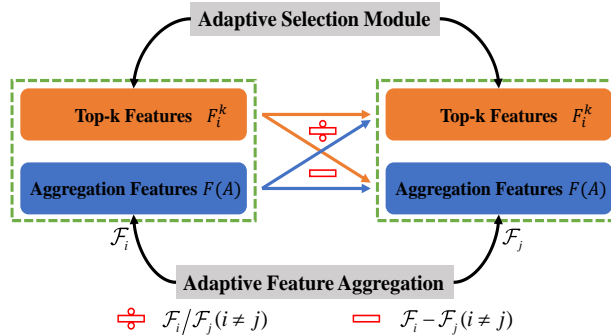 Adaptive Selection Module
Top-k Features $F_i^k$
Top-k Features $F_i^k$
÷
Aggregation Features $F(A)$
−
Aggregation Features $F(A)$
$\mathcal{F}_i$
$\mathcal{F}_j$
Adaptive Feature Aggregation
÷ $\mathcal{F}_i / \mathcal{F}_j (i \neq j)$
− $\mathcal{F}_i - \mathcal{F}_j (i \neq j)$